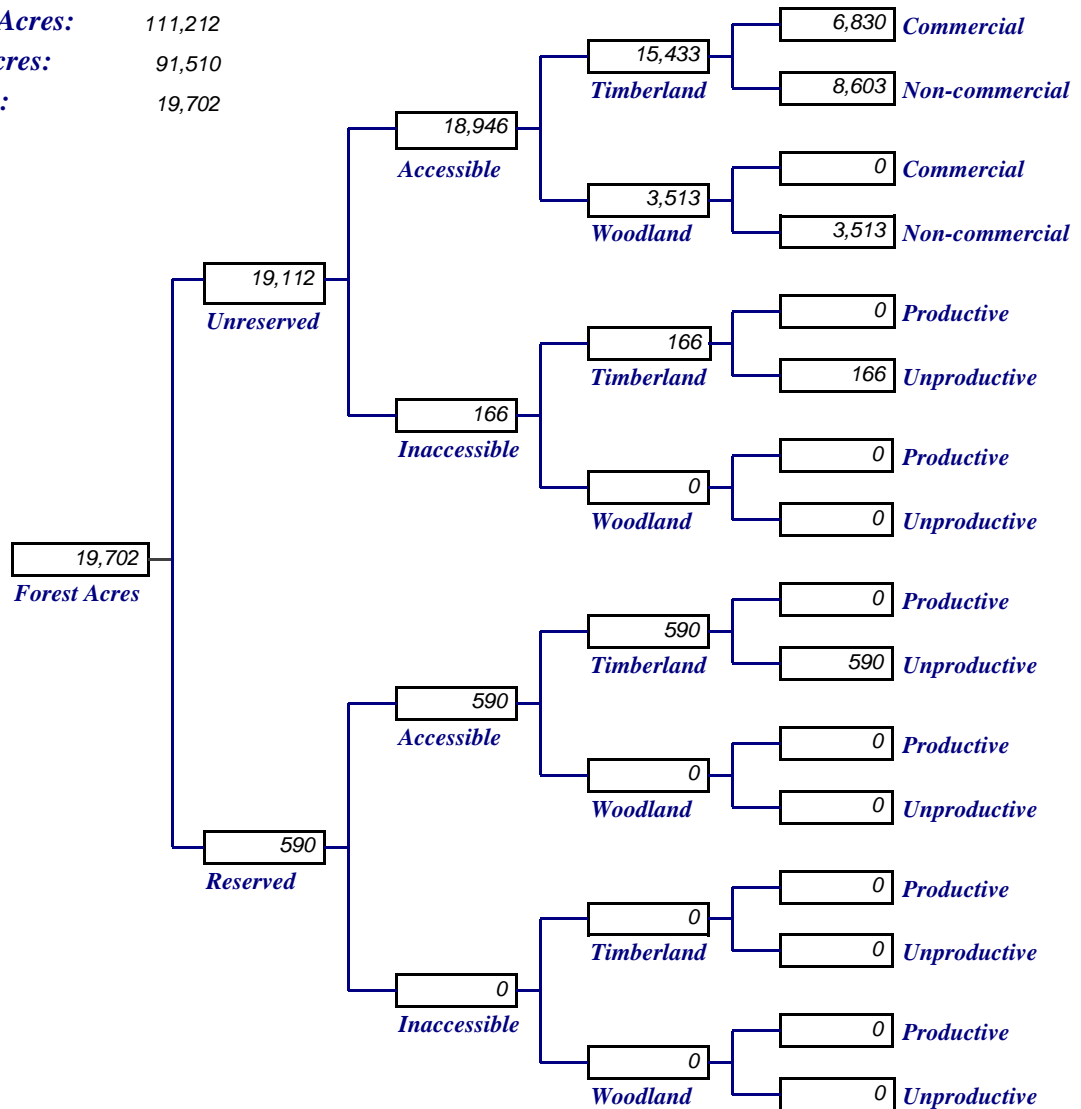 Acres: 111,212
cres: 91,510
: 19,702
6,830 Commercial
15,433
Timberland
8,603 Non-commercial
18,946
Accessible
0 Commercial
3,513
Woodland
3,513 Non-commercial
19,112
Unreserved
0 Productive
166
Timberland
166 Unproductive
166
Inaccessible
0 Productive
0
Woodland
0 Unproductive
19,702
Forest Acres
0 Productive
590
Timberland
590 Unproductive
590
Accessible
0 Productive
0
Woodland
0 Unproductive
590
Reserved
0 Productive
0
Timberland
0 Unproductive
0
Inaccessible
0 Productive
0
Woodland
0 Unproductive